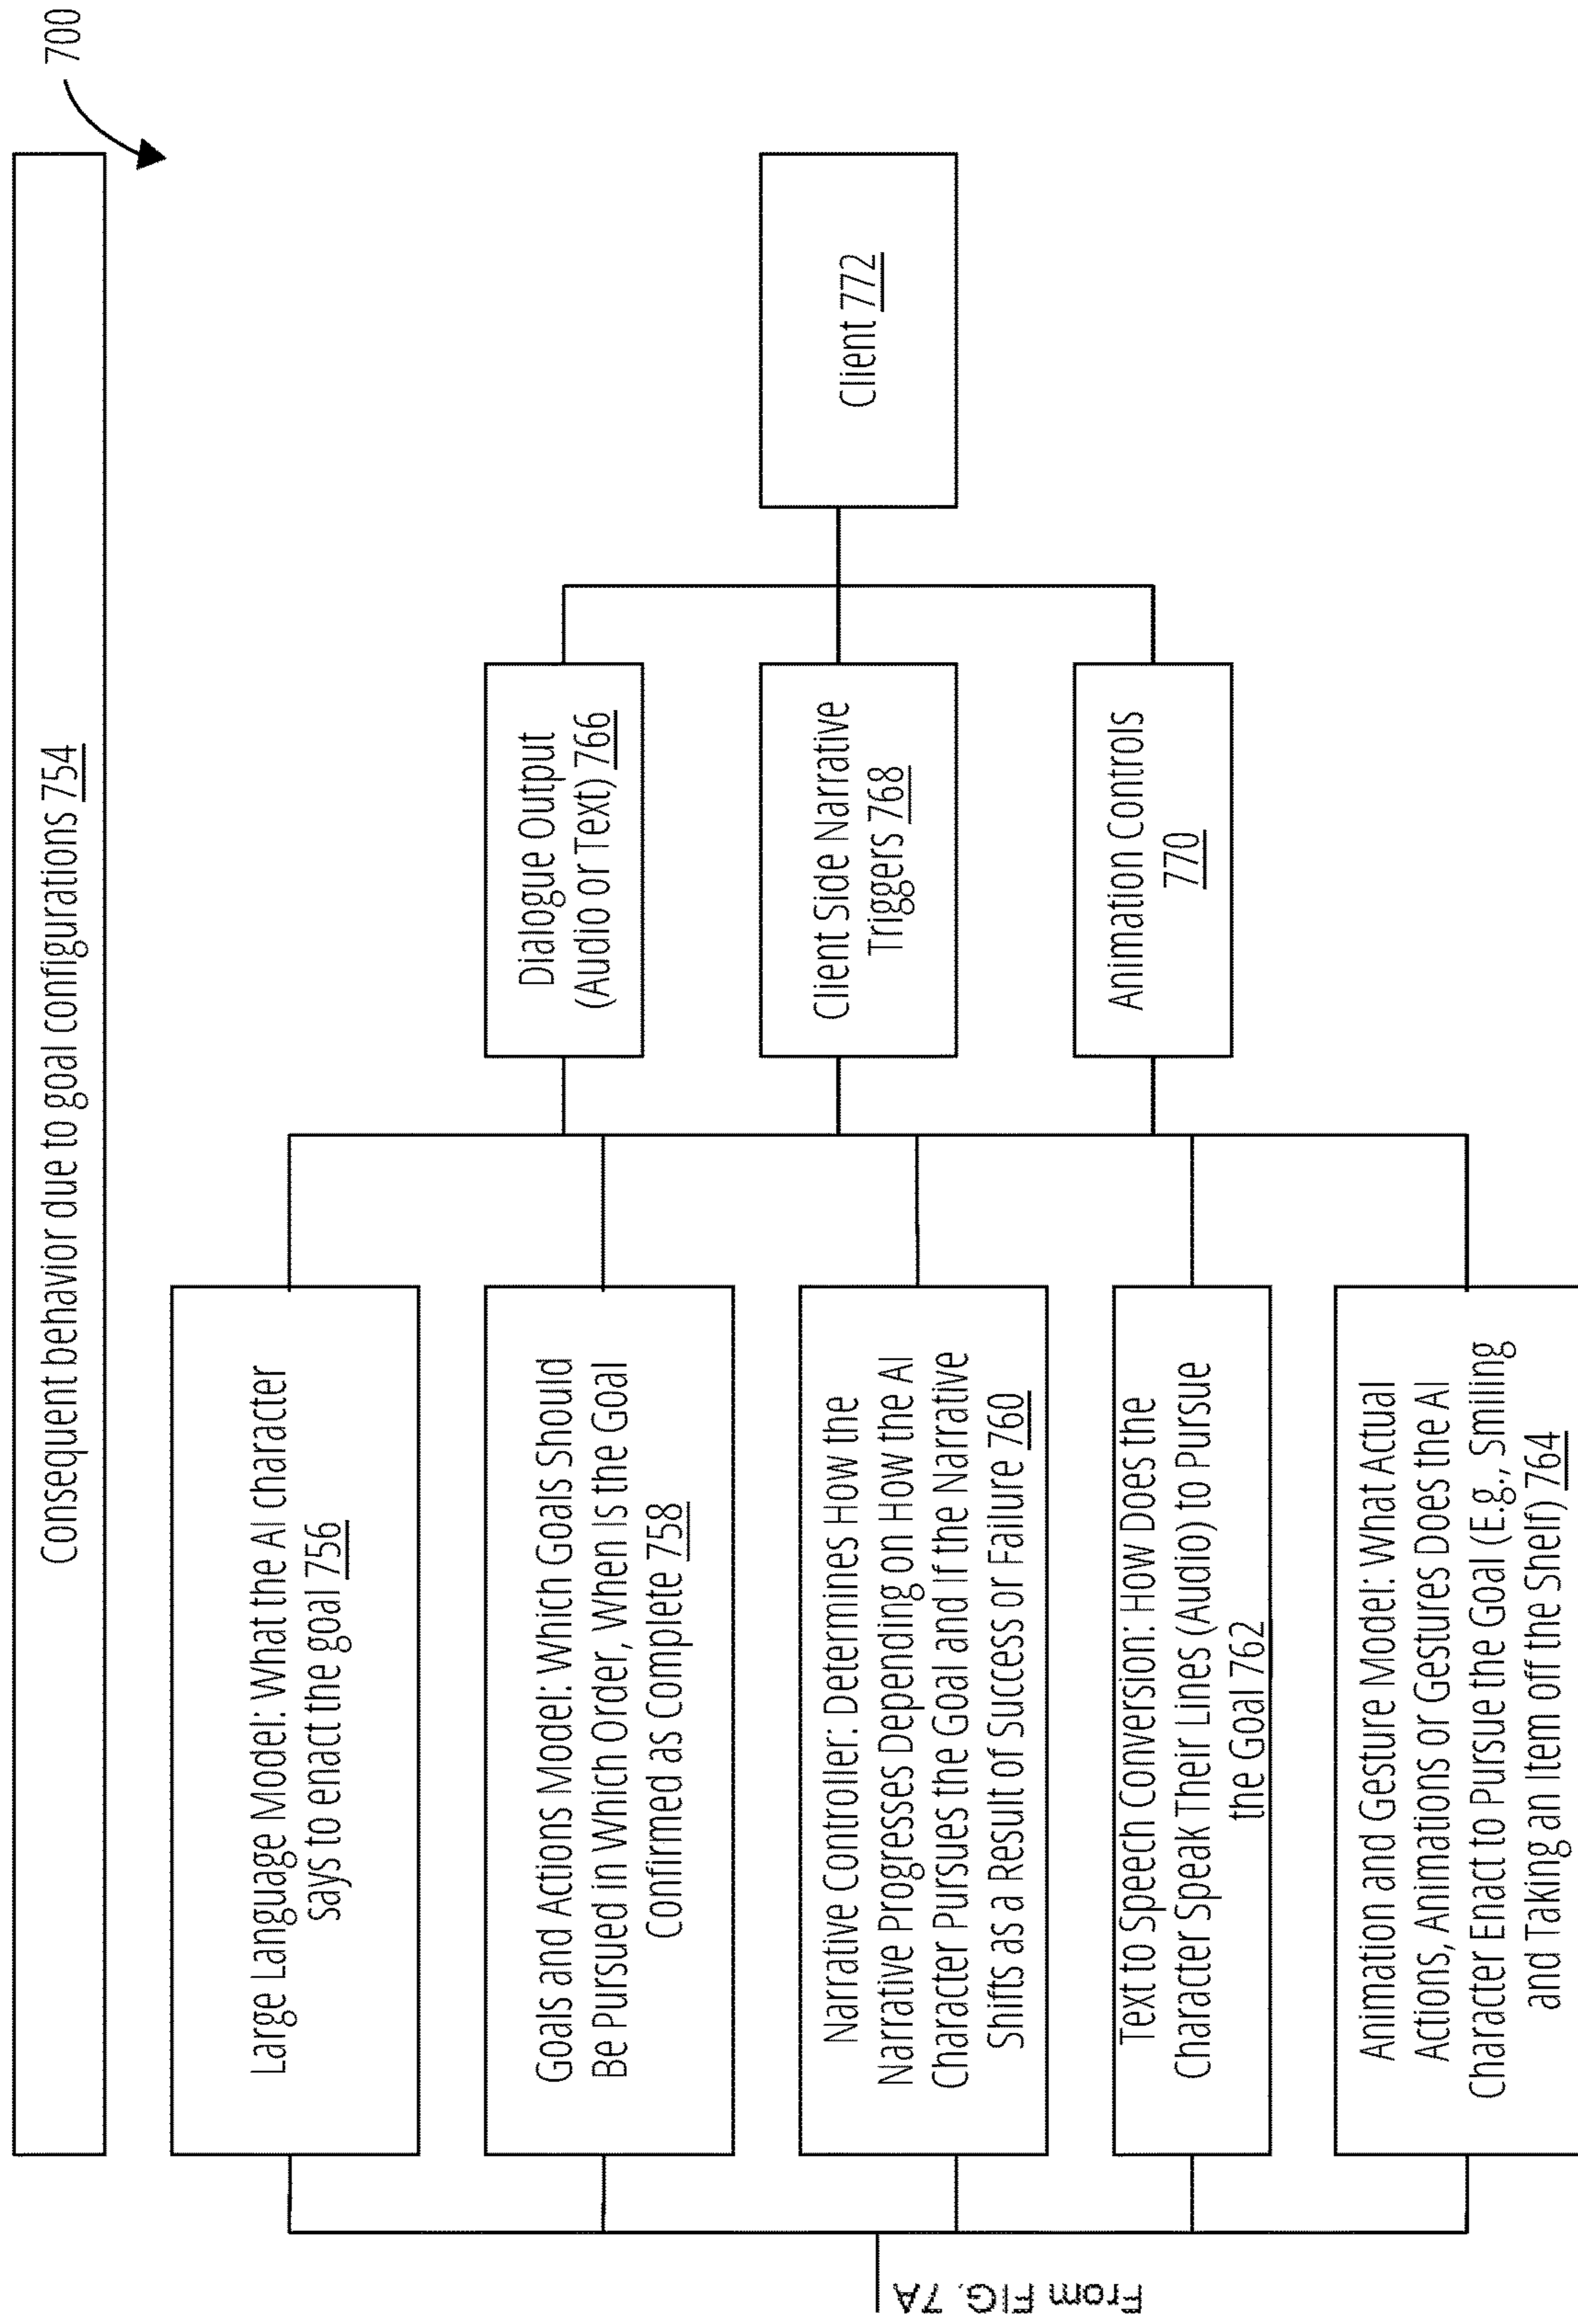 700
Consequent behavior due to goal configurations 754
Large Language Model: What the AI character
Says to enact the goal 756
Goals and Actions Model: Which Goals Should
Be Pursued in Which Order, When Is the Goal
Confirmed as Complete 758
Narrative Controller: Determines How the
Narrative Progresses Depending on How the AI
Character Pursues the Goal and If the Narrative
Shifts as a Result of Success or Failure 760
Text to Speech Conversion: How Does the
Character Speak Their Lines (Audio) to Pursue
the Goal 762
Animation and Gesture Model: What Actual
Actions, Animations or Gestures Does the AI
Character Enact to Pursue the Goal (E.g., Smiling
and Taking an Item off the Shelf) 764
Dialogue Output
(Audio or Text) 766
Client Side Narrative
Triggers 768
Animation Controls
770
Client 772
From FIG. 7A